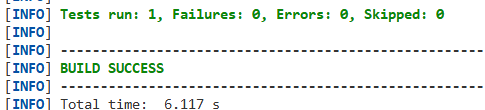 [INFO]
[INFO] Tests run: 1, Failures: 0, Errors: 0, Skipped: 0
[INFO]
[INFO] ------------------------------------------------------
[INFO] BUILD SUCCESS
[INFO] ------------------------------------------------------
[INFO] Total time:  6.117 s